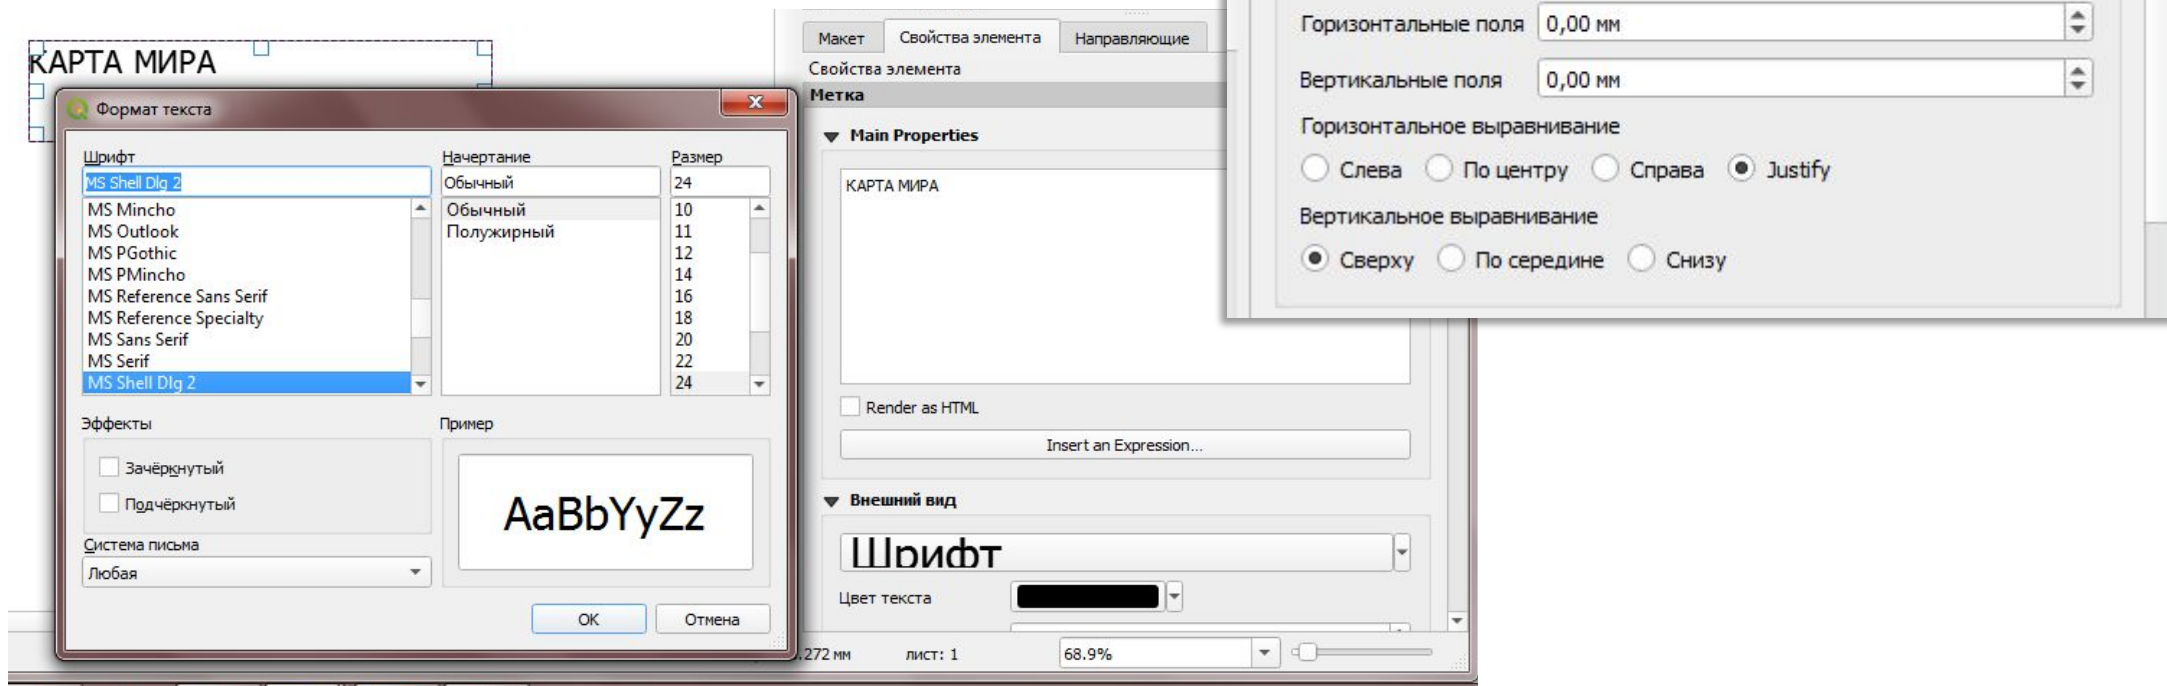 КАРТА МИРА
Формат текста
Шрифт
MS Shell Dlg 2
MS Mincho
MS Outlook
MS PGothic
MS PMincho
MS Reference Sans Serif
MS Reference Specialty
MS Sans Serif
MS Serif
MS Shell Dlg 2
Начертание
Обычный
Обычный
Полужирный
Размер
24
10
11
12
14
16
18
20
22
24
Эффекты
Зачёркнутый
Подчёркнутый
Система письма
Любая
Пример
AaBbYyZz
OK
Отмена
Макет
Свойства элемента
Направляющие
Свойства элемента
Метка
Main Properties
КАРТА МИРА
Render as HTML
Insert an Expression...
Внешний вид
Шрифт
Цвет текста
.272 мм
лист: 1
68.9%
Горизонтальные поля
0,00 мм
Вертикальные поля
0,00 мм
Горизонтальное выравнивание
Слева По центру Справа Justify
Вертикальное выравнивание
Сверху По середине Снизу